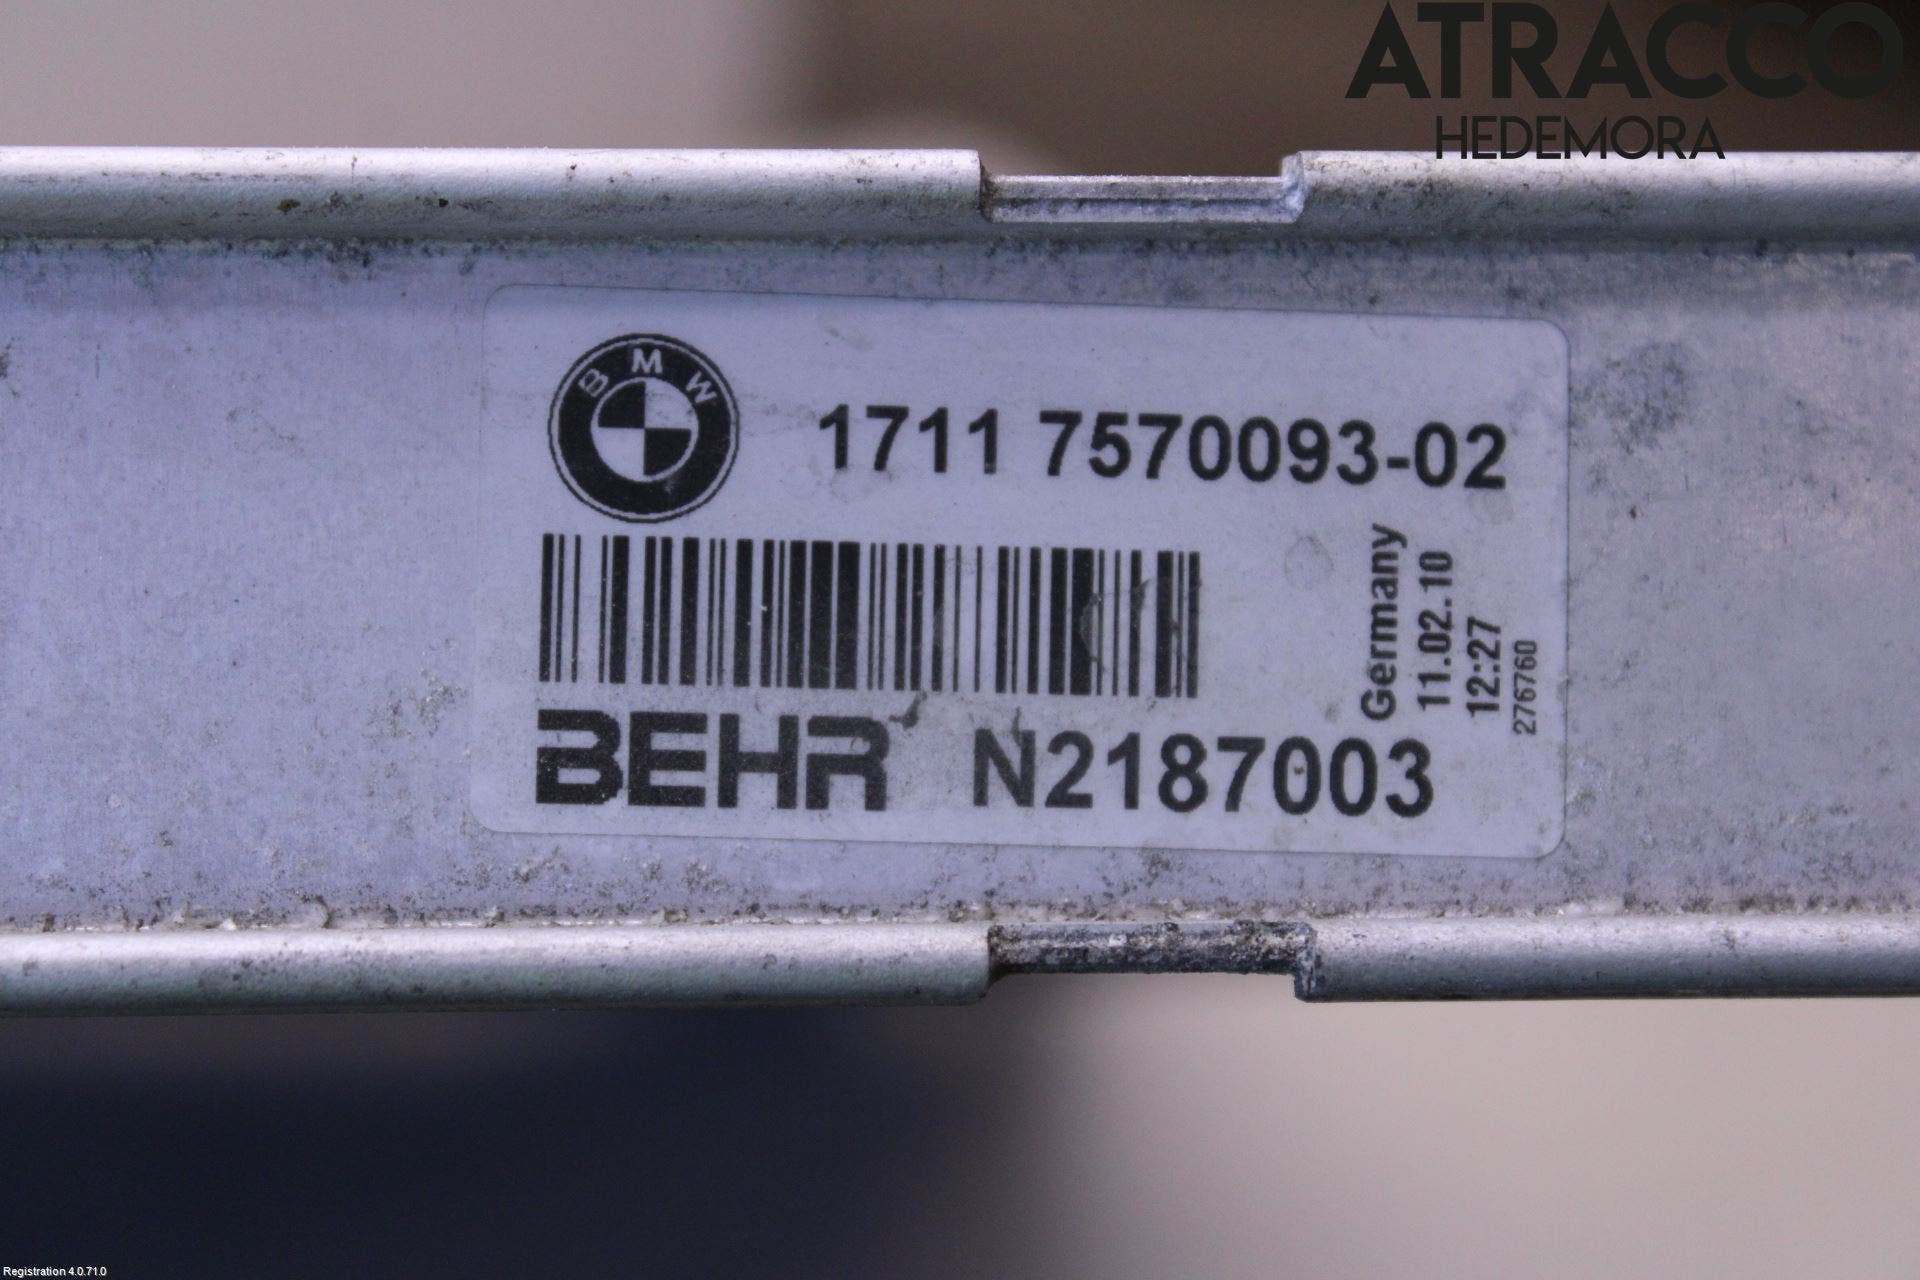 ATRACCO
HEDEMORA
BMW
1711 7570093-02
Germany
11.02.10
12:27
276760
BEHR N2187003
Registration 4.0.71.0